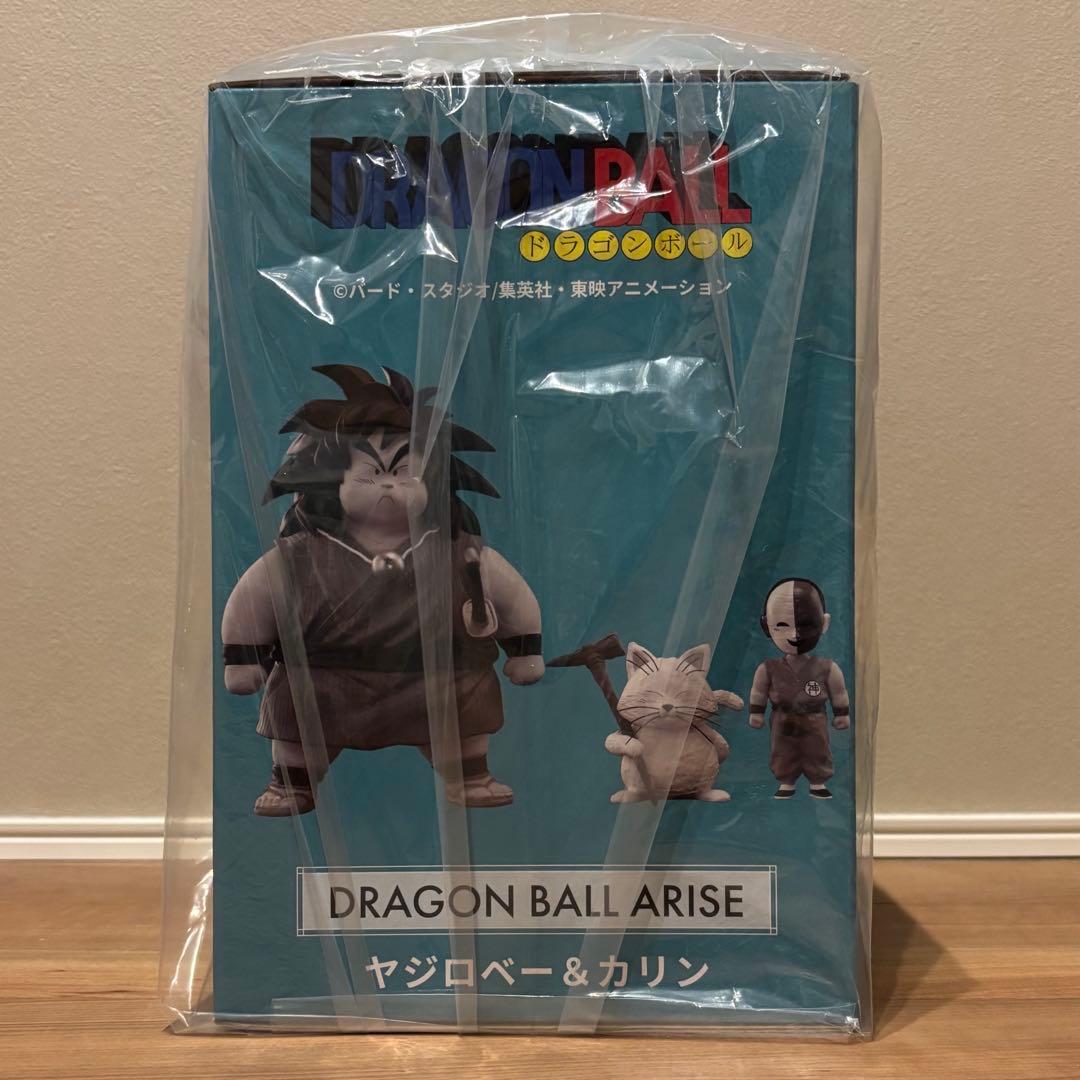 DRAGON BALL
ドラゴンボール
©バード・スタジオ/集英社・東映アニメーション
神
DRAGON BALL ARISE
ヤジロベー＆カリン